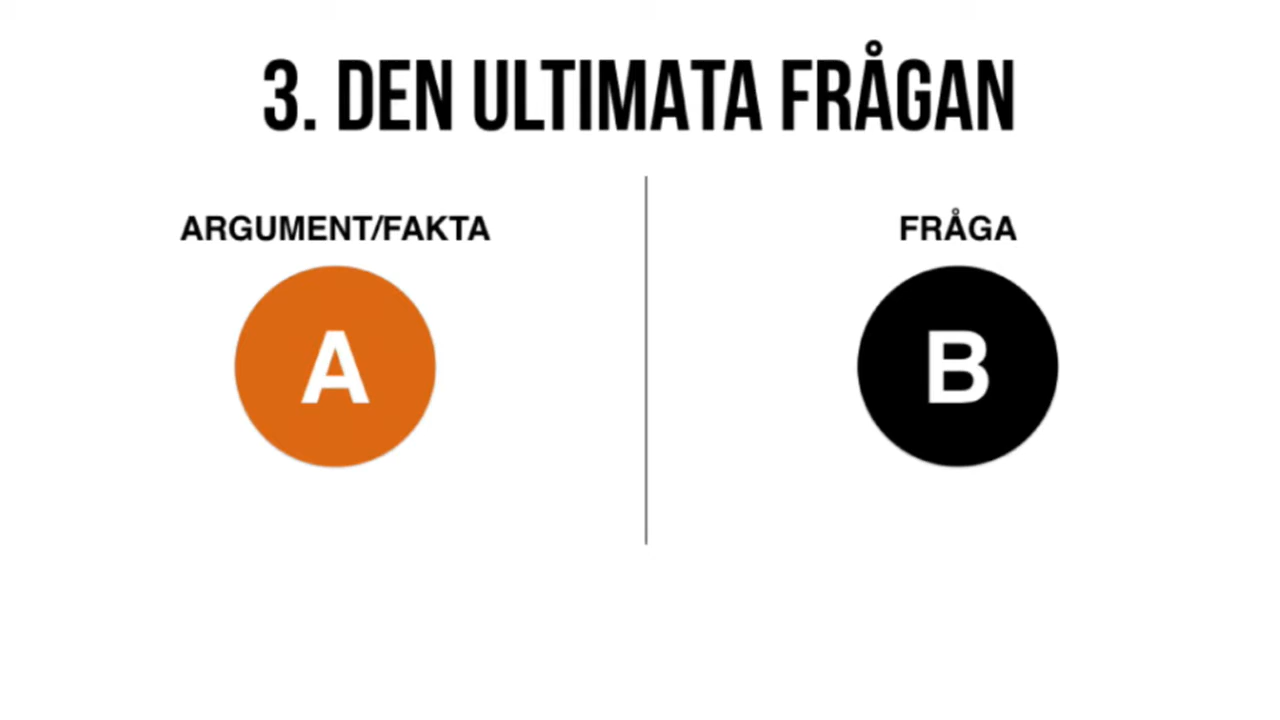 3. DEN ULTIMATA FRÅGAN
ARGUMENT/FAKTA
A
FRÅGA
B